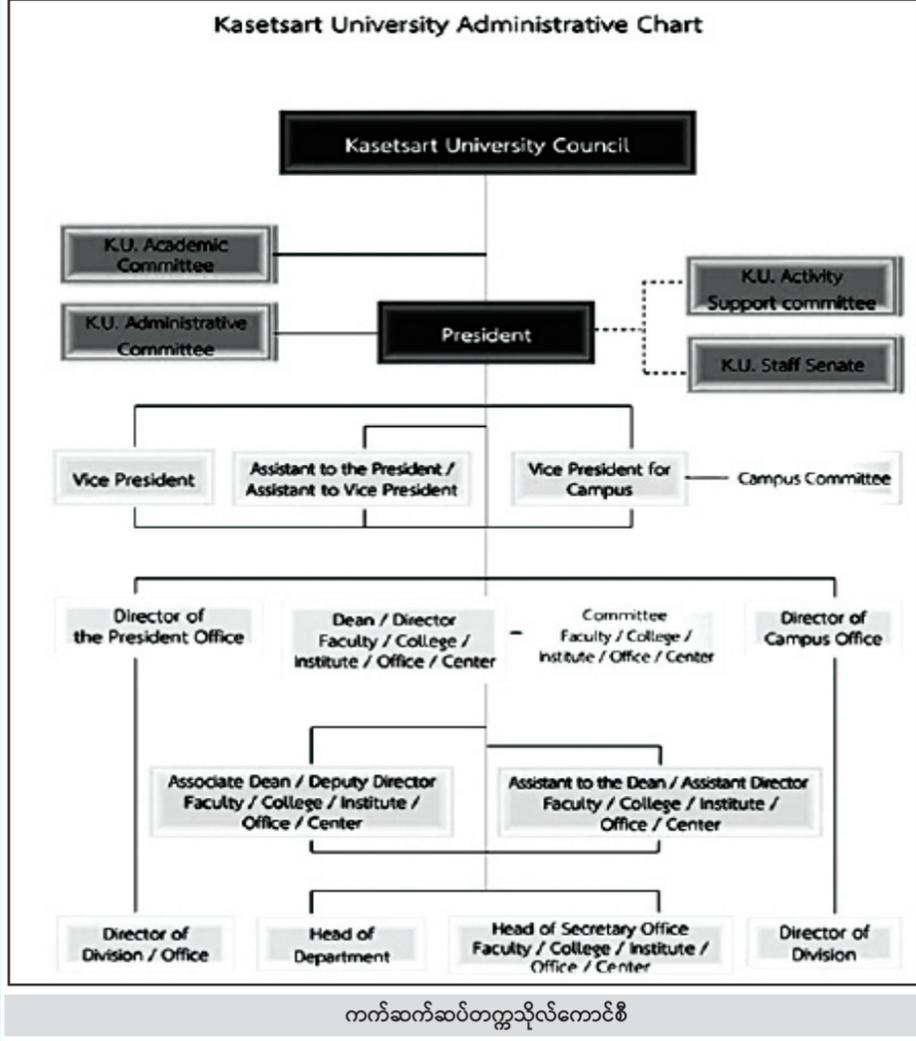 Kasetsart University Administrative Chart
Kasetsart University Council
K.U. Academic
Committee
K.U. Administrative
Committee
President
K.U. Activity
Support committee
K.U. Staff Senate
Vice President
Assistant to the President /
Assistant to Vice President
Vice President for
Campus
Campus Committee
Director of
the President Office
Dean / Director
Faculty / College /
Institute / Office / Center
Committee
Faculty / College /
Institute / Office / Center
Director of
Campus Office
Associate Dean / Deputy Director
Faculty / College / Institute /
Office / Center
Assistant to the Dean / Assistant Director
Faculty / College / Institute /
Office / Center
Director of
Division / Office
Head of
Department
Head of Secretary Office
Faculty / College / Institute /
Office / Center
Director of
Division
ကက်ဆက်ဆပ်တက္ကသိုလ်ကောင်စီ